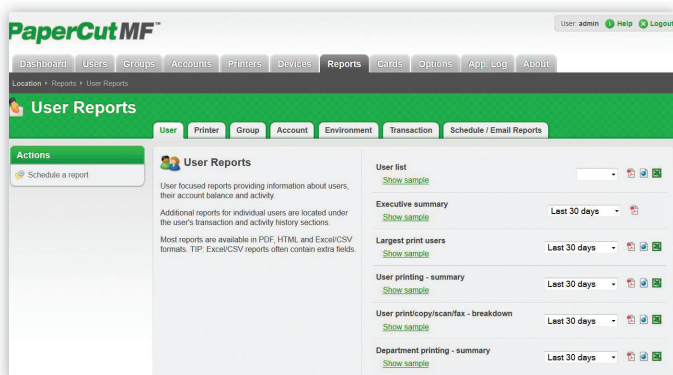 PaperCut MF™
User: admin Help Logout
Dashboard Users Groups Accounts Printers Devices Reports Cards Options App. Log About
Location Reports User Reports
User Reports
User Printer Group Account Environment Transaction Schedule / Email Reports
Actions
Schedule a report
User Reports
User focused reports providing information about users,
their account balance and activity.
Additional reports for individual users are located under
the user's transaction and activity history sections.
Most reports are available in PDF, HTML and Excel/CSV
formats. TIP: Excel/CSV reports often contain extra fields.
User list
Show sample
Executive summary
Last 30 days
Show sample
Largest print users
Last 30 days
Show sample
User printing - summary
Last 30 days
Show sample
User print/copy/scan/fax - breakdown
Last 30 days
Show sample
Department printing - summary
Last 30 days
Show sample